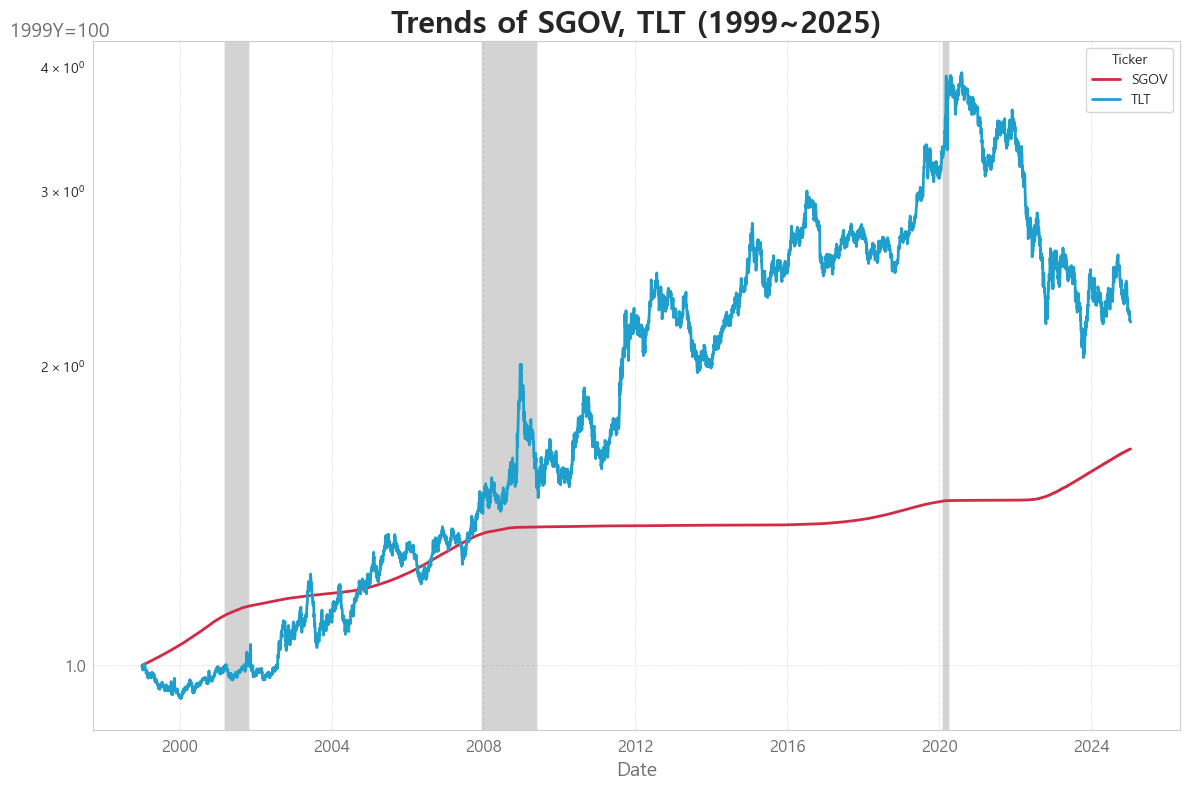 Trends of SGOV, TLT (1999~2025)
1999Y=100
4 × 10⁰
3 × 10⁰
2 × 10⁰
1.0
Ticker
SGOV
TLT
2000 2004 2008 2012 2016 2020 2024
Date